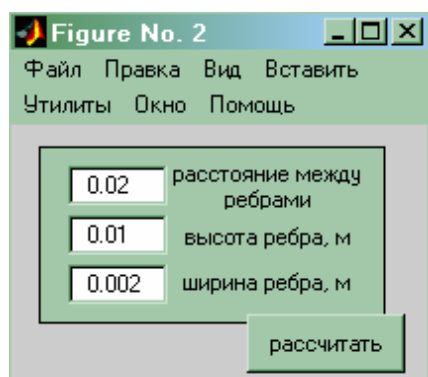 Figure No. 2
Файл Правка Вид Вставить
Утилиты Окно Помощь
0.02 расстояние между
ребрами
0.01 высота ребра, м
0.002 ширина ребра, м
рассчитать